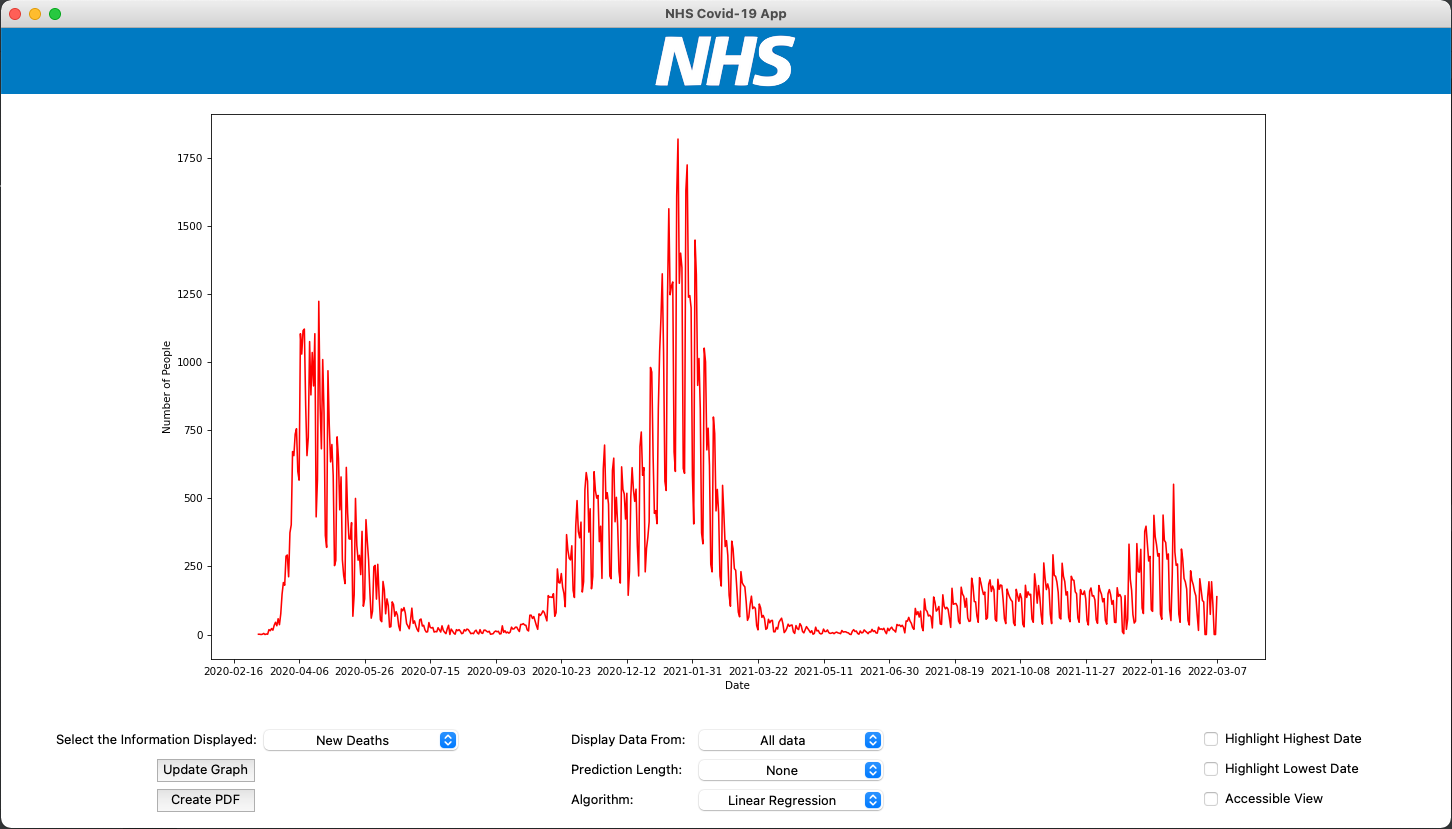 NHS Covid-19 App
NHS
1750
1500
1250
1000
750
500
250
0
Number of People
2020-02-16 2020-04-06 2020-05-26 2020-07-15 2020-09-03 2020-10-23 2020-12-12 2021-01-31 2021-03-22 2021-05-11 2021-06-30 2021-08-19 2021-10-08 2021-11-27 2022-01-16 2022-03-07
Date
Select the Information Displayed: New Deaths Display Data From: All data Highlight Highest Date
Update Graph Prediction Length: None Highlight Lowest Date
Create PDF Algorithm: Linear Regression Accessible View